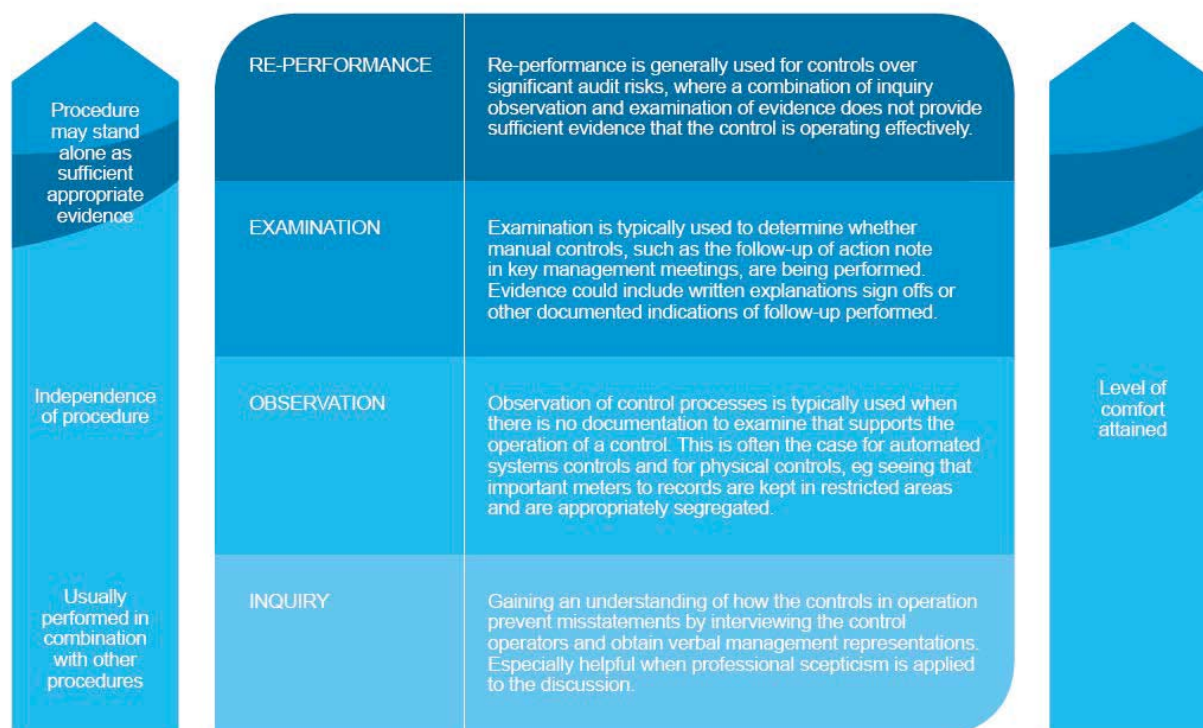 Procedure
may stand
alone as
sufficient
appropriate
evidence
Independence
of procedure
Usually
performed in
combination
with other
procedures
RE-PERFORMANCE
Re-performance is generally used for controls over
significant audit risks, where a combination of inquiry
observation and examination of evidence does not provide
sufficient evidence that the control is operating effectively.
EXAMINATION
Examination is typically used to determine whether
manual controls, such as the follow-up of action note
in key management meetings, are being performed.
Evidence could include written explanations sign offs or
other documented indications of follow-up performed.
OBSERVATION
Observation of control processes is typically used when
there is no documentation to examine that supports the
operation of a control. This is often the case for automated
systems controls and for physical controls, eg seeing that
important meters to records are kept in restricted areas
and are appropriately segregated.
INQUIRY
Gaining an understanding of how the controls in operation
prevent misstatements by interviewing the control
operators and obtain verbal management representations.
Especially helpful when professional scepticism is applied
to the discussion.
Level of
comfort
attained